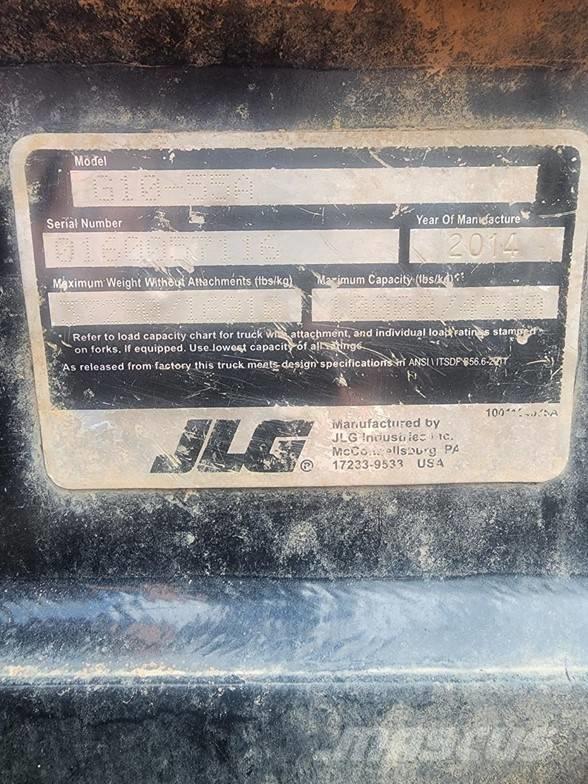 Model
G10-55A
Serial Number
Year Of Manufacture
2014
Maximum Weight Without Attachments (lbs/kg)
Maximum Capacity (lbs/kg)
Refer to load capacity chart for truck with attachment, and individual load ratings stamped
on forks, if equipped. Use lowest capacity of all ratings
As released from factory this truck meets design specifications in ANSI \ ITSDF
JLG ®
Manufactured by
JLG Industries Inc.
McConnellsburg, PA
17233-9533 USA
Mascus